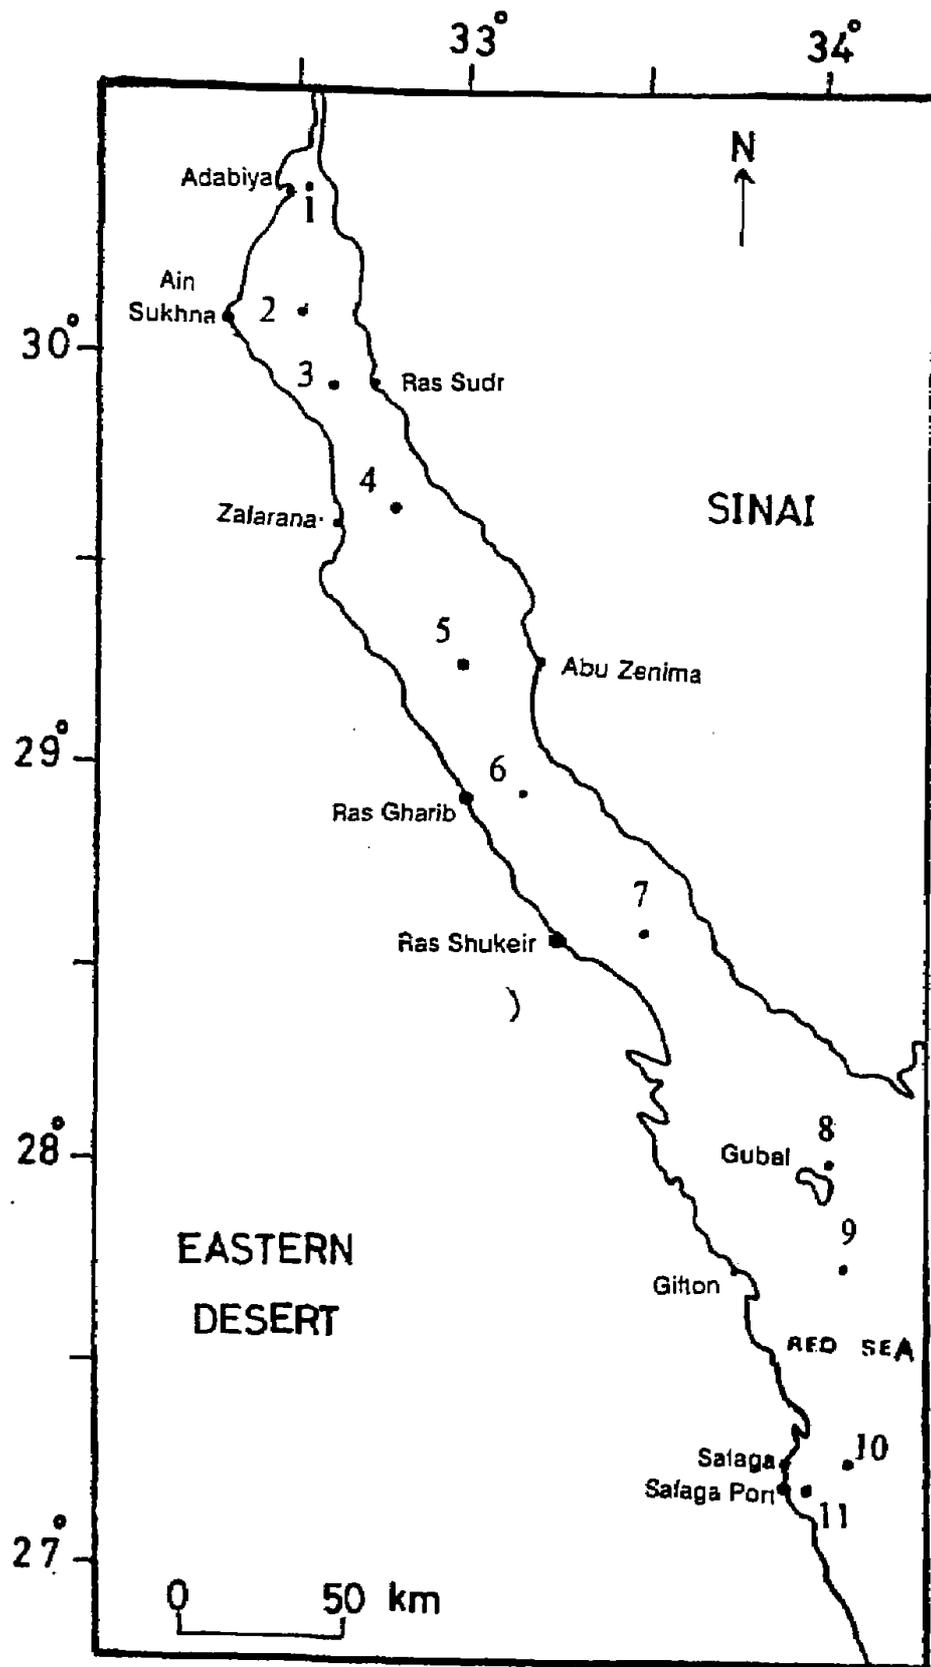 33°
34°
N
Adabiya
1
Ain
Sukhna
2
30°
3
Ras Sudr
4
Zalarana
SINAI
5
Abu Zenima
29°
6
Ras Gharib
7
Ras Shukeir
8
28°
Gubal
9
EASTERN
DESERT
Gifton
RED SEA
Safaga
10
Safaga Port
11
27°
0 50 km